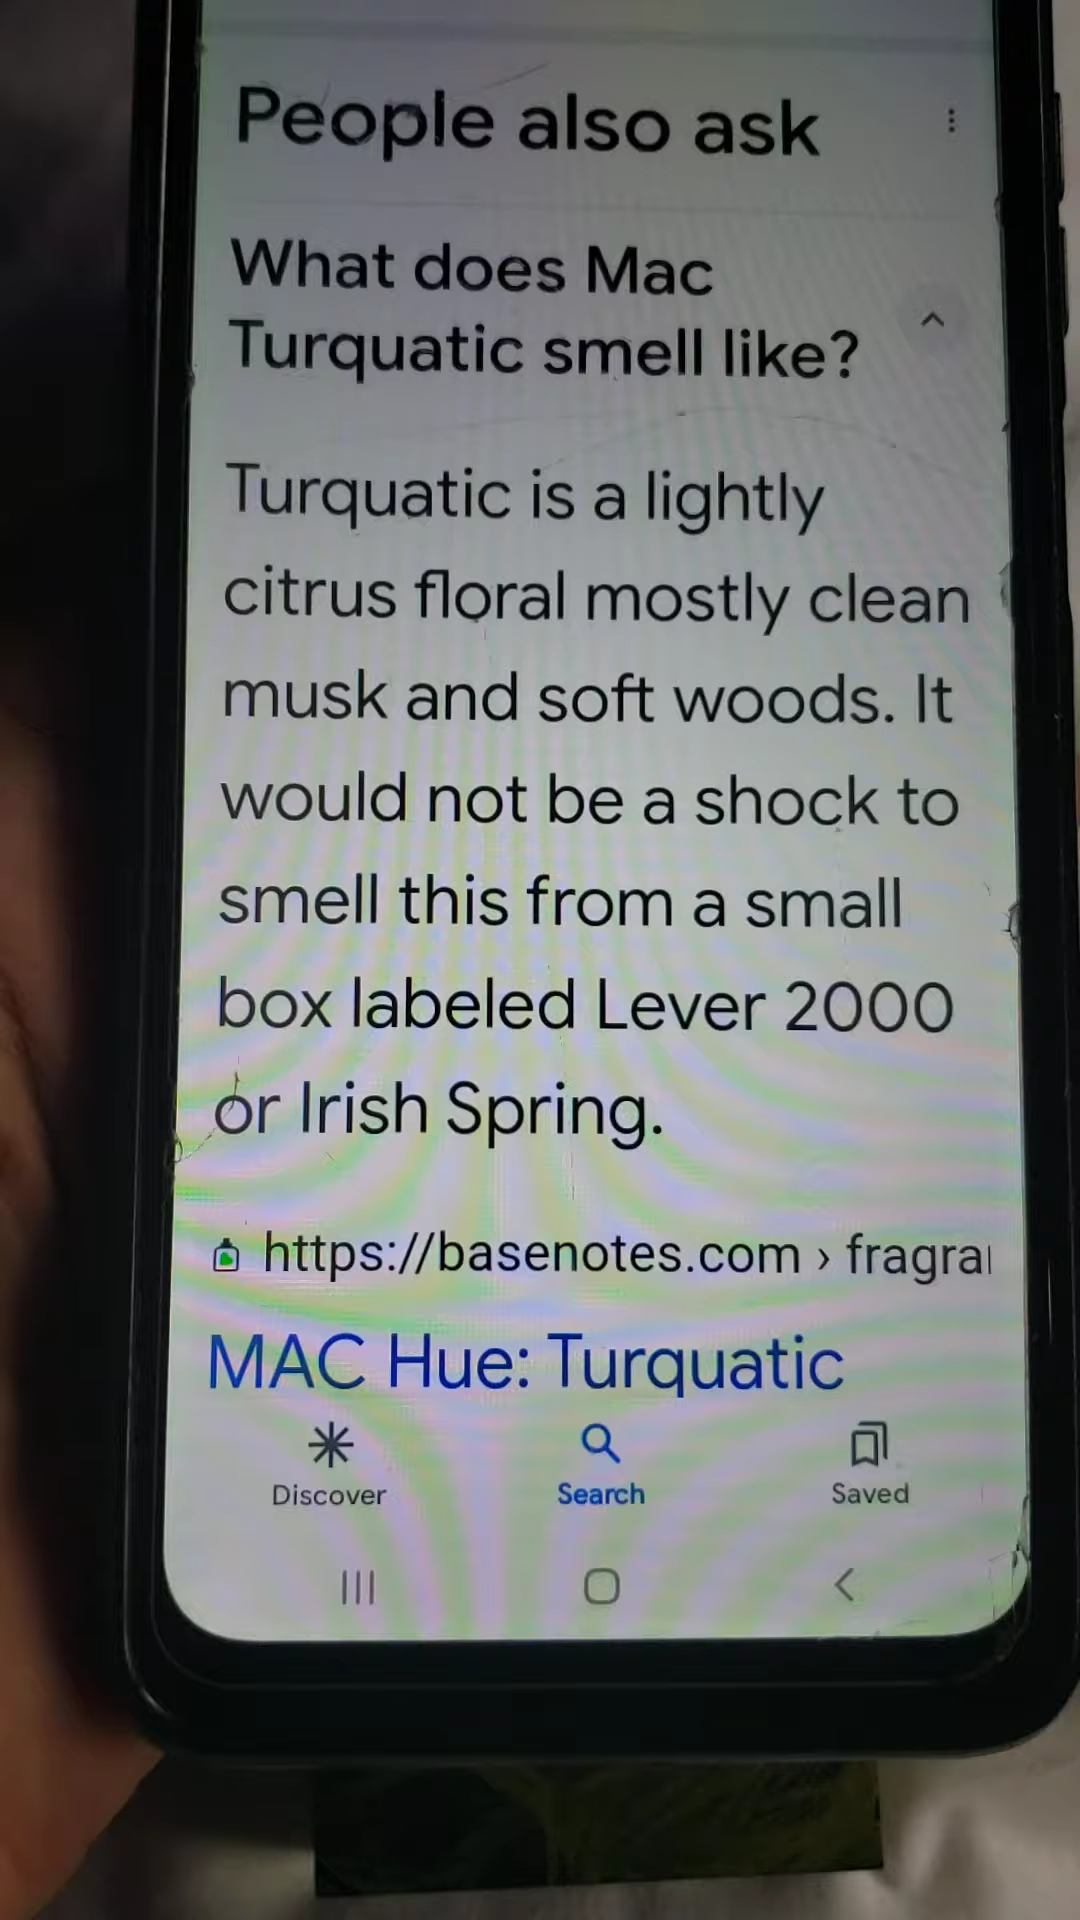 People also ask
What does Mac
Turquatic smell like?
Turquatic is a lightly
citrus floral mostly clean
musk and soft woods. It
would not be a shock to
smell this from a small
box labeled Lever 2000
or Irish Spring.
https://basenotes.com › fragra
MAC Hue: Turquatic
Discover
Search
Saved